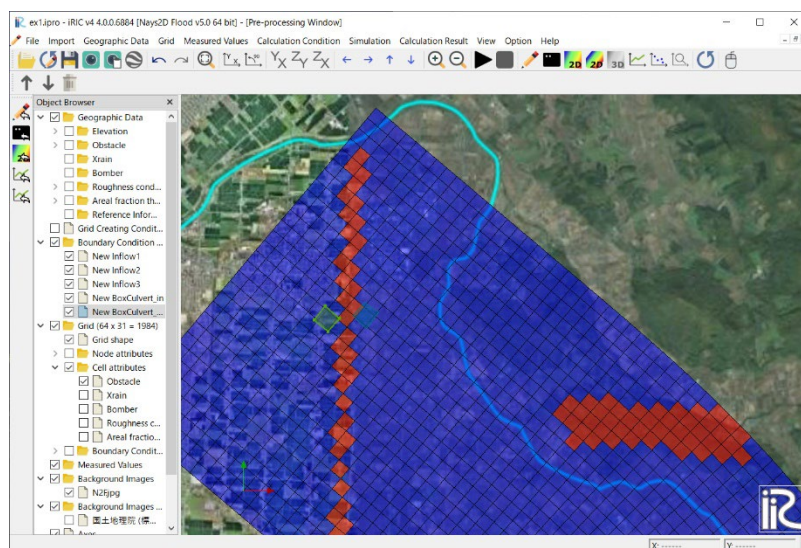 ex1.ipro - iRIC v4 4.0.0.6884 [Nays2D Flood v5.0 64 bit] - [Pre-processing Window]
File Import Geographic Data Grid Measured Values Calculation Condition Simulation Calculation Result View Option Help
Object Browser
Geographic Data
Elevation
Obstacle
Xrain
Bomber
Roughness cond...
Areal fraction th...
Reference Infor...
Grid Creating Condit...
Boundary Condition ...
New Inflow1
New Inflow2
New Inflow3
New BoxCulvert_in
New BoxCulvert_...
Grid (64 x 31 = 1984)
Grid shape
Node attributes
Cell attributes
Obstacle
Xrain
Bomber
Roughness c...
Areal fractio...
Boundary Condit...
Measured Values
Background Images
N2Fjpg
Background Images ...
国土地理院 (標...
Axes
iRIC
X: ------ Y: ------